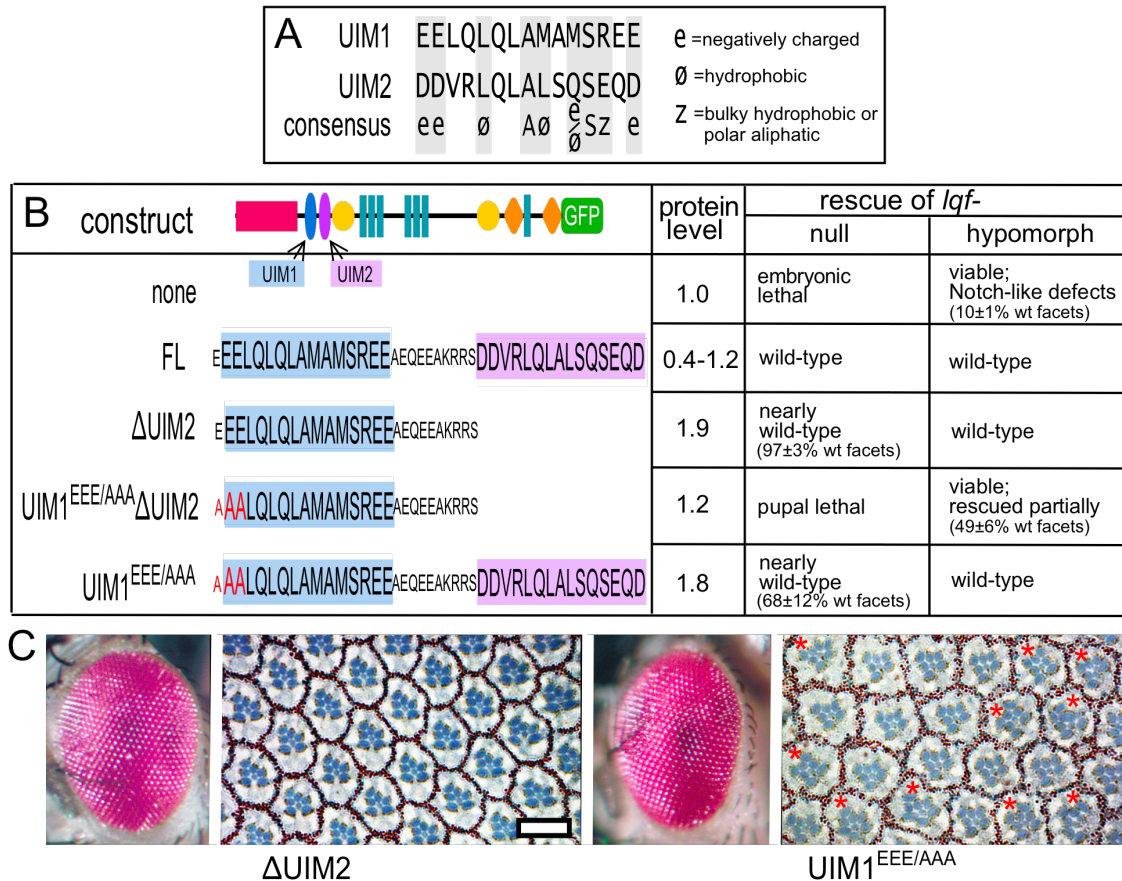 A
UIM1 EELQLQLAMAMSREE
UIM2 DDVRLQLALSQSEQD
consensus ee ø Aø e/ø Sz e
e =negatively charged
ø =hydrophobic
z =bulky hydrophobic or
polar aliphatic
B
construct
GFP
UIM1 UIM2
protein
level
rescue of lqf-
null hypomorph
none 1.0 embryonic
lethal
viable;
Notch-like defects
(10±1% wt facets)
FL EEELQLQLAMAMSREEAEQEEAKRRSDDVRLQLALSQSEQD 0.4-1.2 wild-type wild-type
ΔUIM2 EEELQLQLAMAMSREEAEQEEAKRRS 1.9 nearly
wild-type
(97±3% wt facets)
wild-type
UIM1EEE/AAAΔUIM2 AAALQLQLAMAMSREEAEQEEAKRRS 1.2 pupal lethal viable;
rescued partially
(49±6% wt facets)
UIM1EEE/AAA AAALQLQLAMAMSREEAEQEEAKRRSDDVRLQLALSQSEQD 1.8 nearly
wild-type
(68±12% wt facets)
wild-type
C
* * * * * * * * * *
ΔUIM2 UIM1EEE/AAA